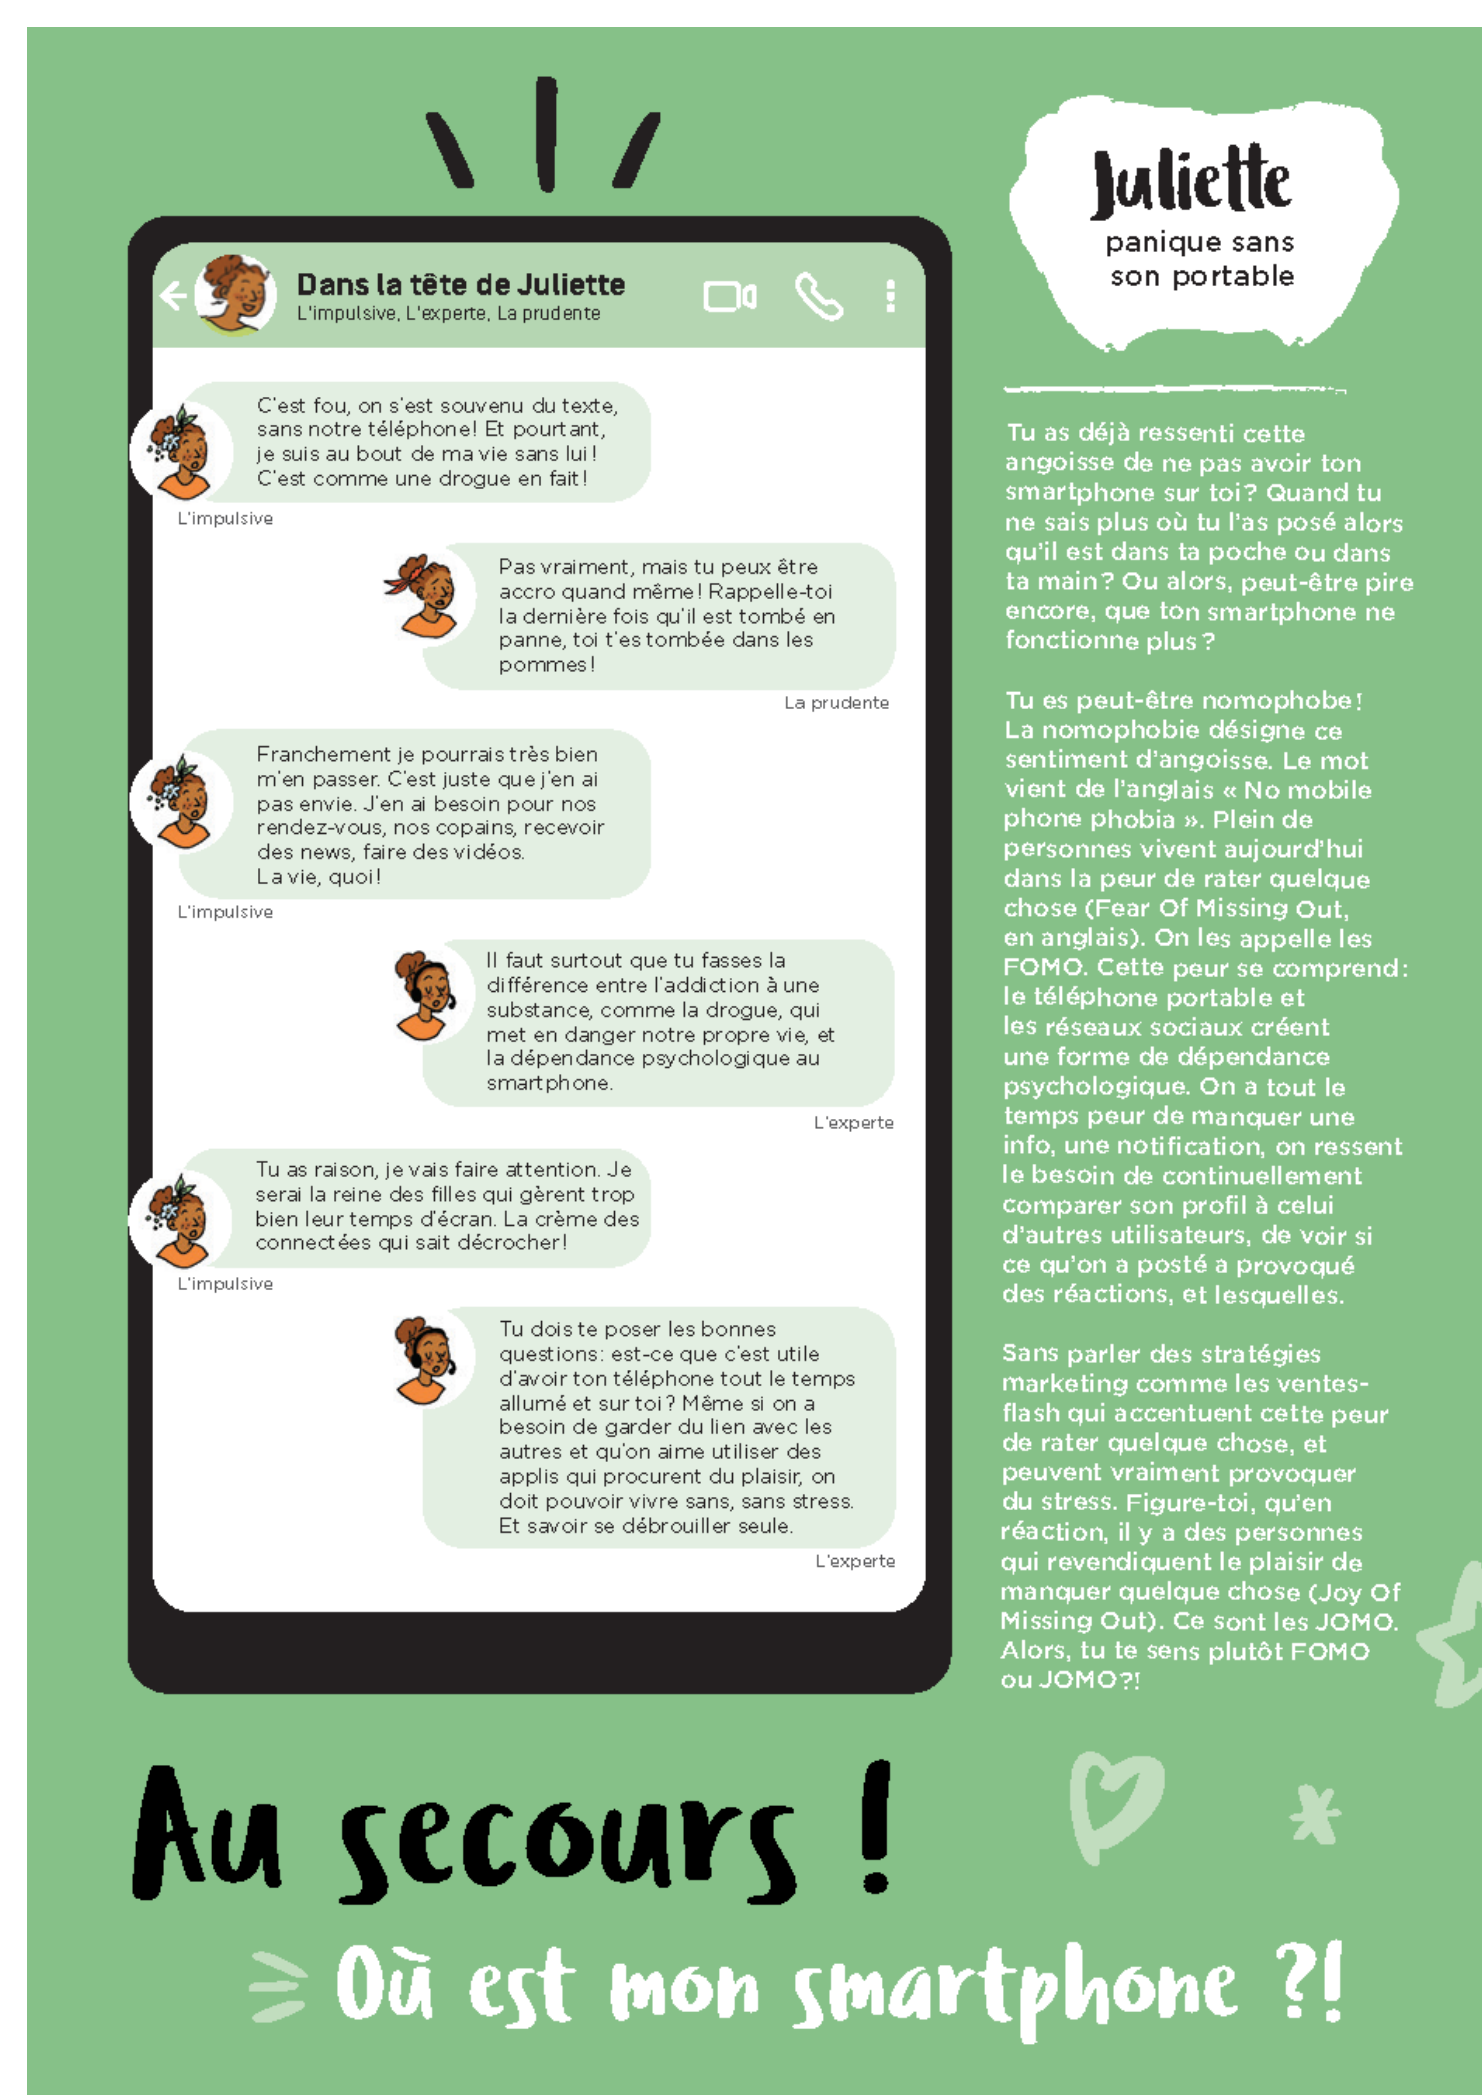 Juliette
panique sans
son portable
Dans la tête de Juliette
L'impulsive, L'experte, La prudente
C'est fou, on s'est souvenu du texte,
sans notre téléphone! Et pourtant,
je suis au bout de ma vie sans lui!
C'est comme une drogue en fait!
L'impulsive
Pas vraiment, mais tu peux être
accro quand même! Rappelle-toi
la dernière fois qu'il est tombé en
panne, toi t'es tombée dans les
pommes!
La prudente
Franchement je pourrais très bien
m'en passer. C'est juste que j'en ai
pas envie. J'en ai besoin pour nos
rendez-vous, nos copains, recevoir
des news, faire des vidéos.
La vie, quoi!
L'impulsive
Il faut surtout que tu fasses la
différence entre l'addiction à une
substance, comme la drogue, qui
met en danger notre propre vie, et
la dépendance psychologique au
smartphone.
L'experte
Tu as raison, je vais faire attention. Je
serai la reine des filles qui gèrent trop
bien leur temps d'écran. La crème des
connectées qui sait décrocher!
L'impulsive
Tu dois te poser les bonnes
questions: est-ce que c'est utile
d'avoir ton téléphone tout le temps
allumé et sur toi? Même si on a
besoin de garder du lien avec les
autres et qu'on aime utiliser des
applis qui procurent du plaisir, on
doit pouvoir vivre sans, sans stress.
Et savoir se débrouiller seule.
L'experte
Tu as déjà ressenti cette
angoisse de ne pas avoir ton
smartphone sur toi? Quand tu
ne sais plus où tu l'as posé alors
qu'il est dans ta poche ou dans
ta main? Ou alors, peut-être pire
encore, que ton smartphone ne
fonctionne plus?
Tu es peut-être nomophobe!
La nomophobie désigne ce
sentiment d'angoisse. Le mot
vient de l'anglais « No mobile
phone phobia ». Plein de
personnes vivent aujourd'hui
dans la peur de rater quelque
chose (Fear Of Missing Out,
en anglais). On les appelle les
FOMO. Cette peur se comprend:
le téléphone portable et
les réseaux sociaux créent
une forme de dépendance
psychologique. On a tout le
temps peur de manquer une
info, une notification, on ressent
le besoin de continuellement
comparer son profil à celui
d'autres utilisateurs, de voir si
ce qu'on a posté a provoqué
des réactions, et lesquelles.
Sans parler des stratégies
marketing comme les ventes-
flash qui accentuent cette peur
de rater quelque chose, et
peuvent vraiment provoquer
du stress. Figure-toi, qu'en
réaction, il y a des personnes
qui revendiquent le plaisir de
manquer quelque chose (Joy Of
Missing Out). Ce sont les JOMO.
Alors, tu te sens plutôt FOMO
ou JOMO?!
Au secours !
Où est mon smartphone ?!